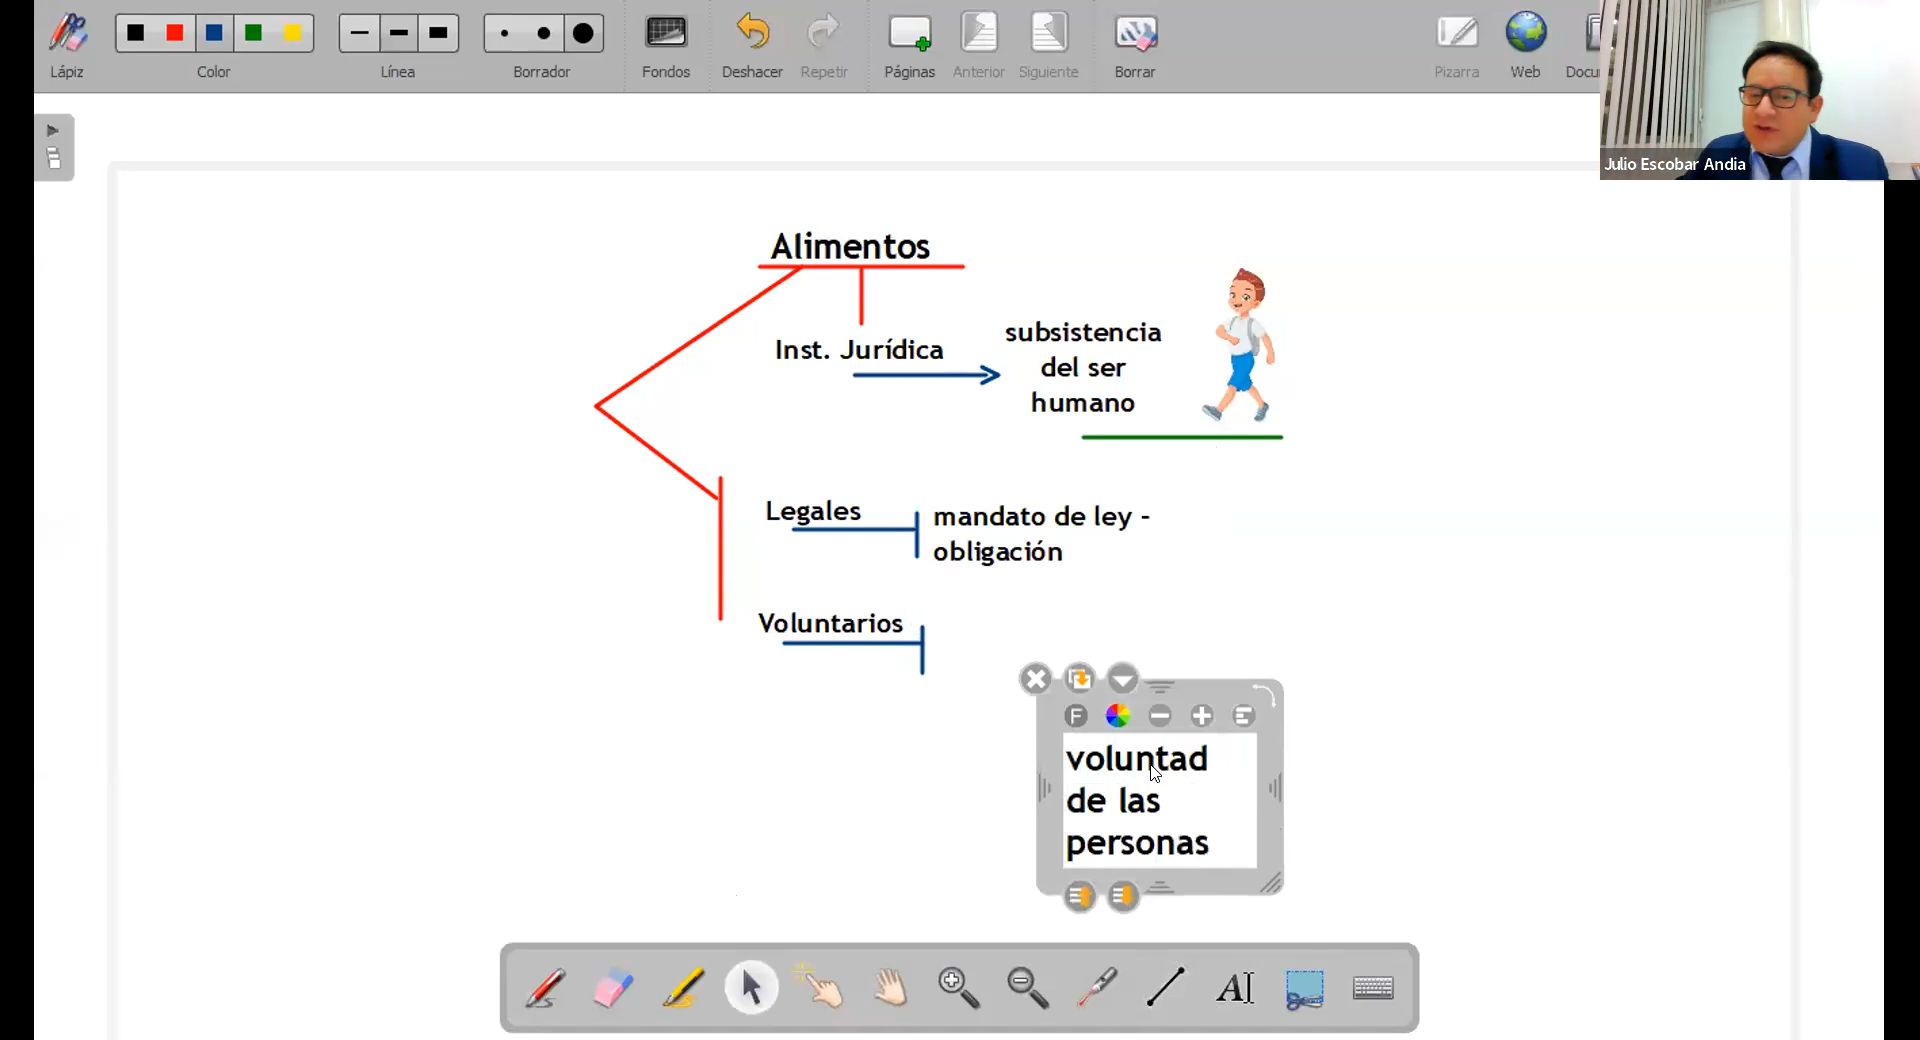 Lápiz
Color
Línea
Borrador
Fondos
Deshacer
Repetir
Páginas
Anterior
Siguiente
Borrar
Pizarra
Web
Julio Escobar Andia
Alimentos
Inst. Jurídica
subsistencia
del ser
humano
Legales
mandato de ley -
obligación
Voluntarios
F
voluntad
de las
personas
AI